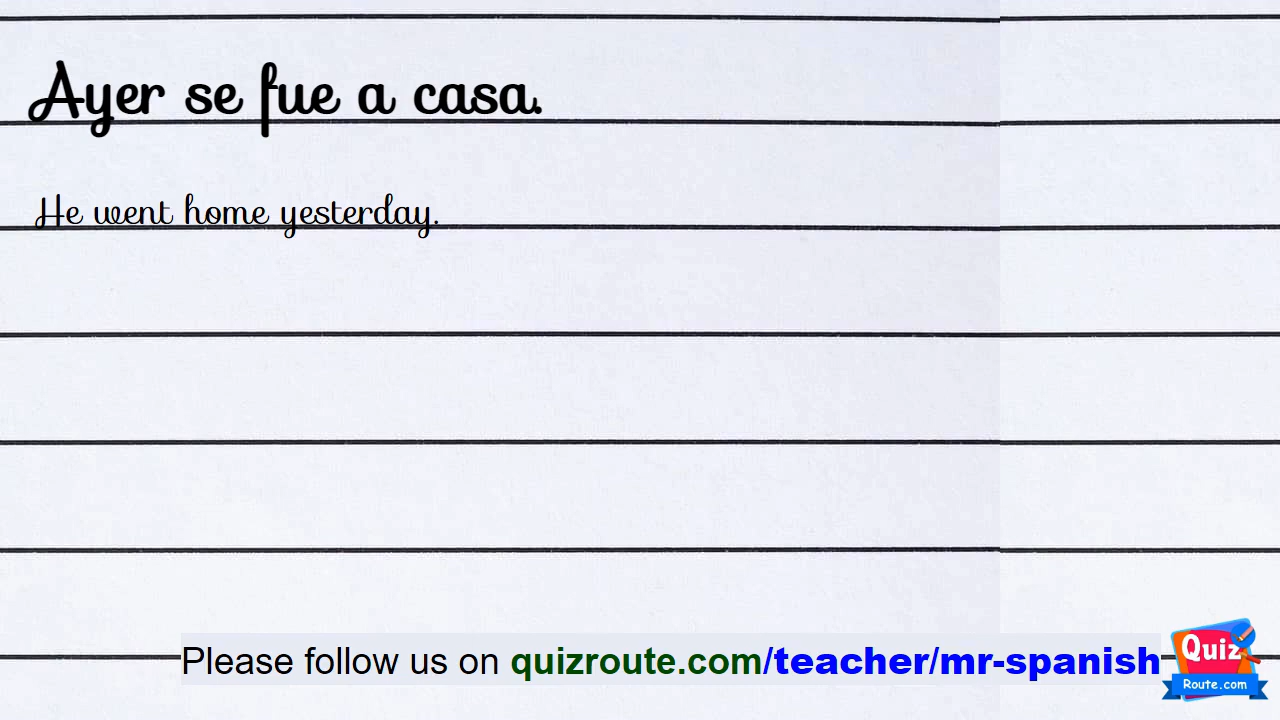 Ayer se fue a casa.
He went home yesterday.
Please follow us on quizroute.com/teacher/mr-spanish
Quiz
Route.com